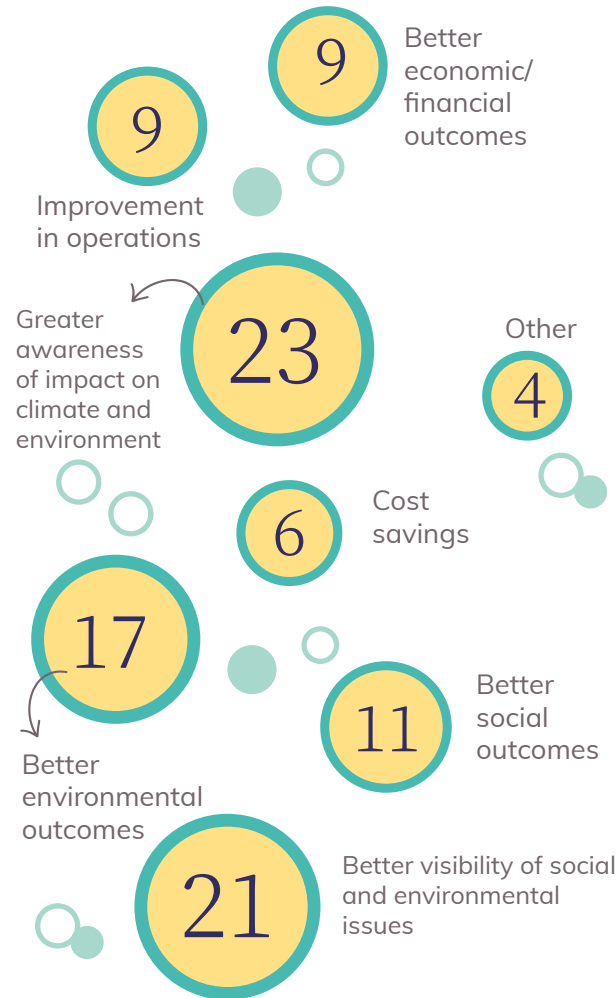 9
Better
economic/
financial
outcomes
9
Improvement
in operations
23
Greater
awareness
of impact on
climate and
environment
Other
4
6
Cost
savings
17
Better
environmental
outcomes
11
Better
social
outcomes
21
Better visibility of social
and environmental
issues